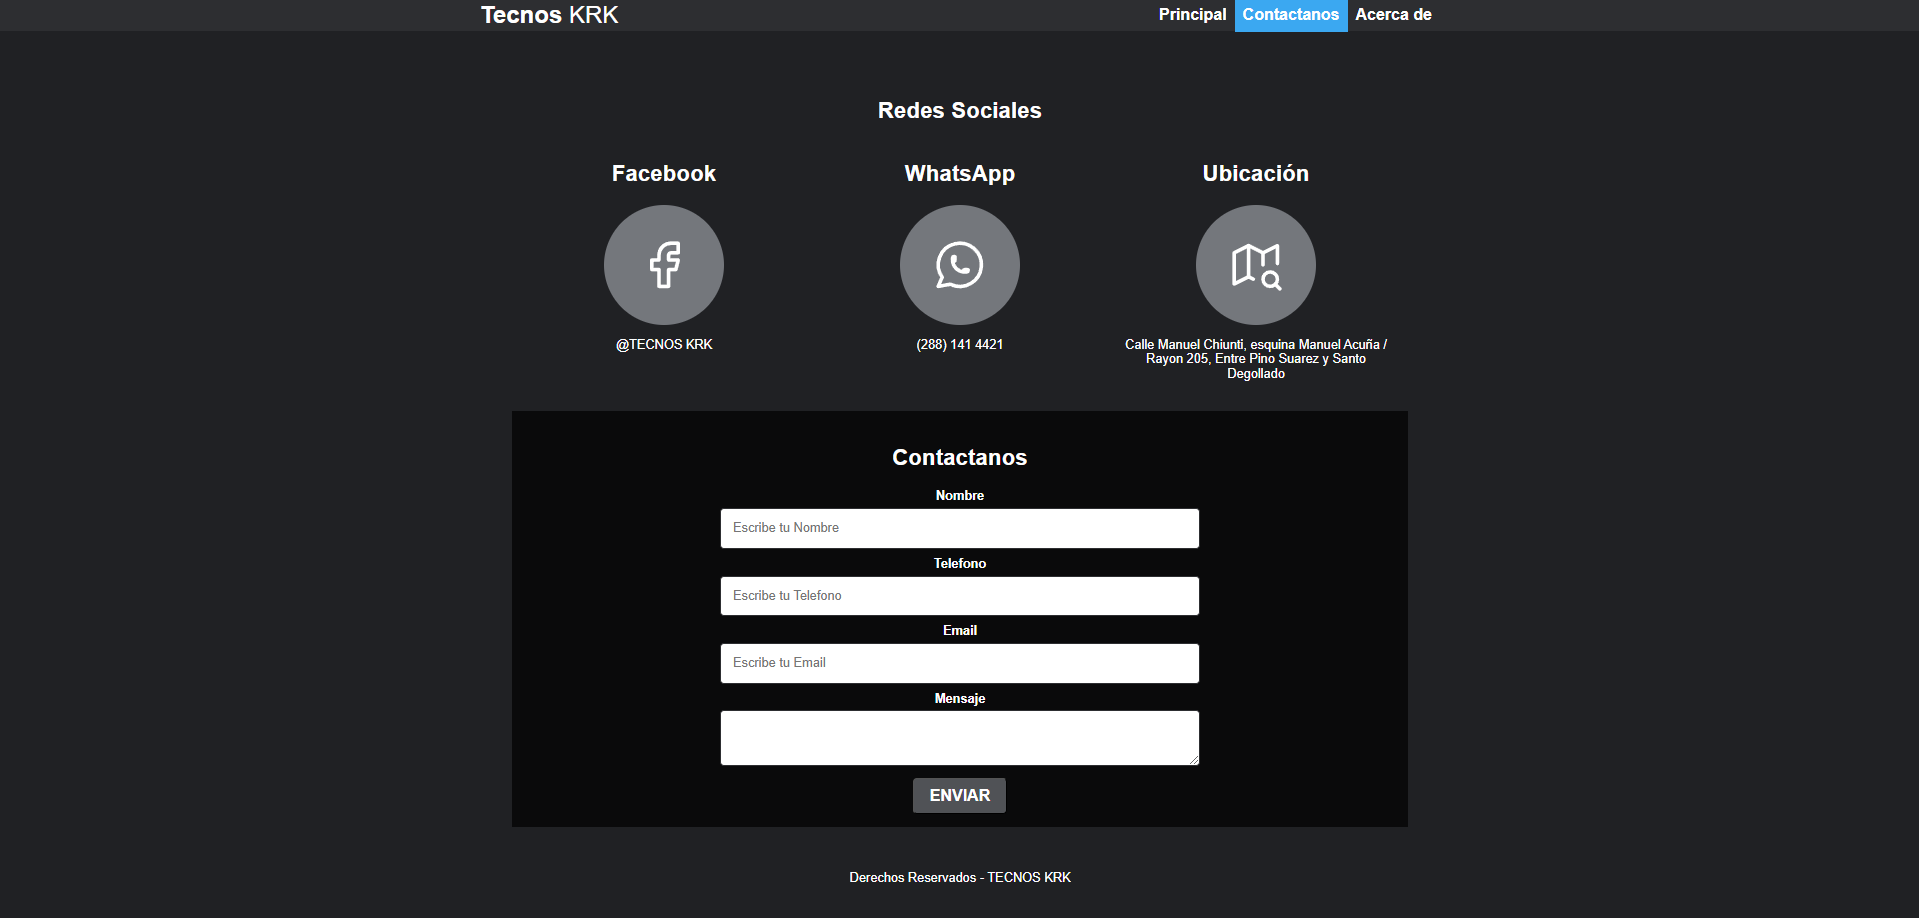 Tecnos KRK
Principal Contactanos Acerca de
Redes Sociales
Facebook
@TECNOS KRK
WhatsApp
(288) 141 4421
Ubicación
Calle Manuel Chiunti, esquina Manuel Acuña /
Rayon 205, Entre Pino Suarez y Santo
Degollado
Contactanos
Nombre
Escribe tu Nombre
Telefono
Escribe tu Telefono
Email
Escribe tu Email
Mensaje
ENVIAR
Derechos Reservados - TECNOS KRK